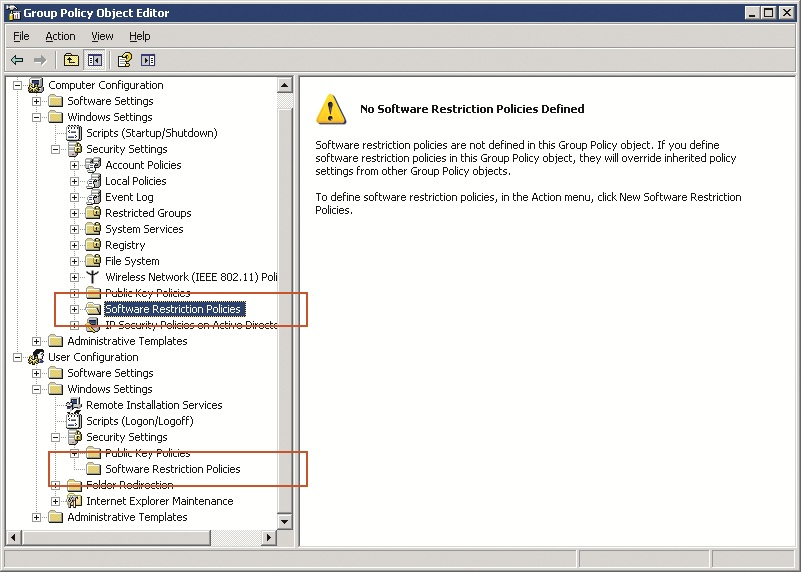 Group Policy Object Editor
File Action View Help
Computer Configuration
Software Settings
Windows Settings
Scripts (Startup/Shutdown)
Security Settings
Account Policies
Local Policies
Event Log
Restricted Groups
System Services
Registry
File System
Wireless Network (IEEE 802.11) Poli
Public Key Policies
Software Restriction Policies
IP Security Policies on Active Directo
Administrative Templates
User Configuration
Software Settings
Windows Settings
Remote Installation Services
Scripts (Logon/Logoff)
Security Settings
Public Key Policies
Software Restriction Policies
Folder Redirection
Internet Explorer Maintenance
Administrative Templates
No Software Restriction Policies Defined
Software restriction policies are not defined in this Group Policy object. If you define
software restriction policies in this Group Policy object, they will override inherited policy
settings from other Group Policy objects.
To define software restriction policies, in the Action menu, click New Software Restriction
Policies.